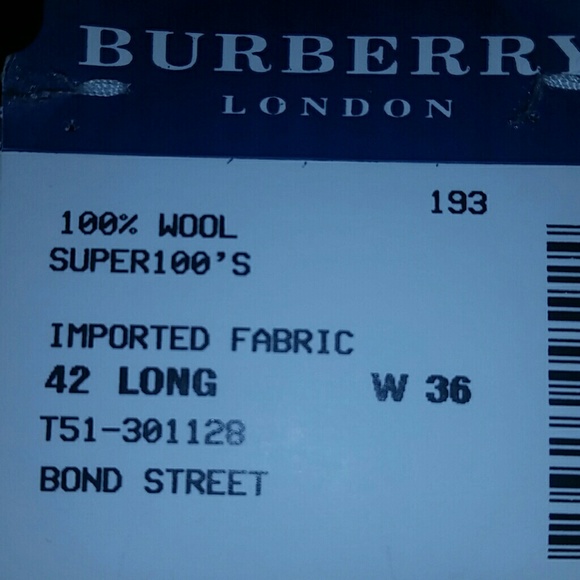 BURBERRY
LONDON
193
100% WOOL
SUPER100'S
IMPORTED FABRIC
42 LONG W 36
T51-301128
BOND STREET